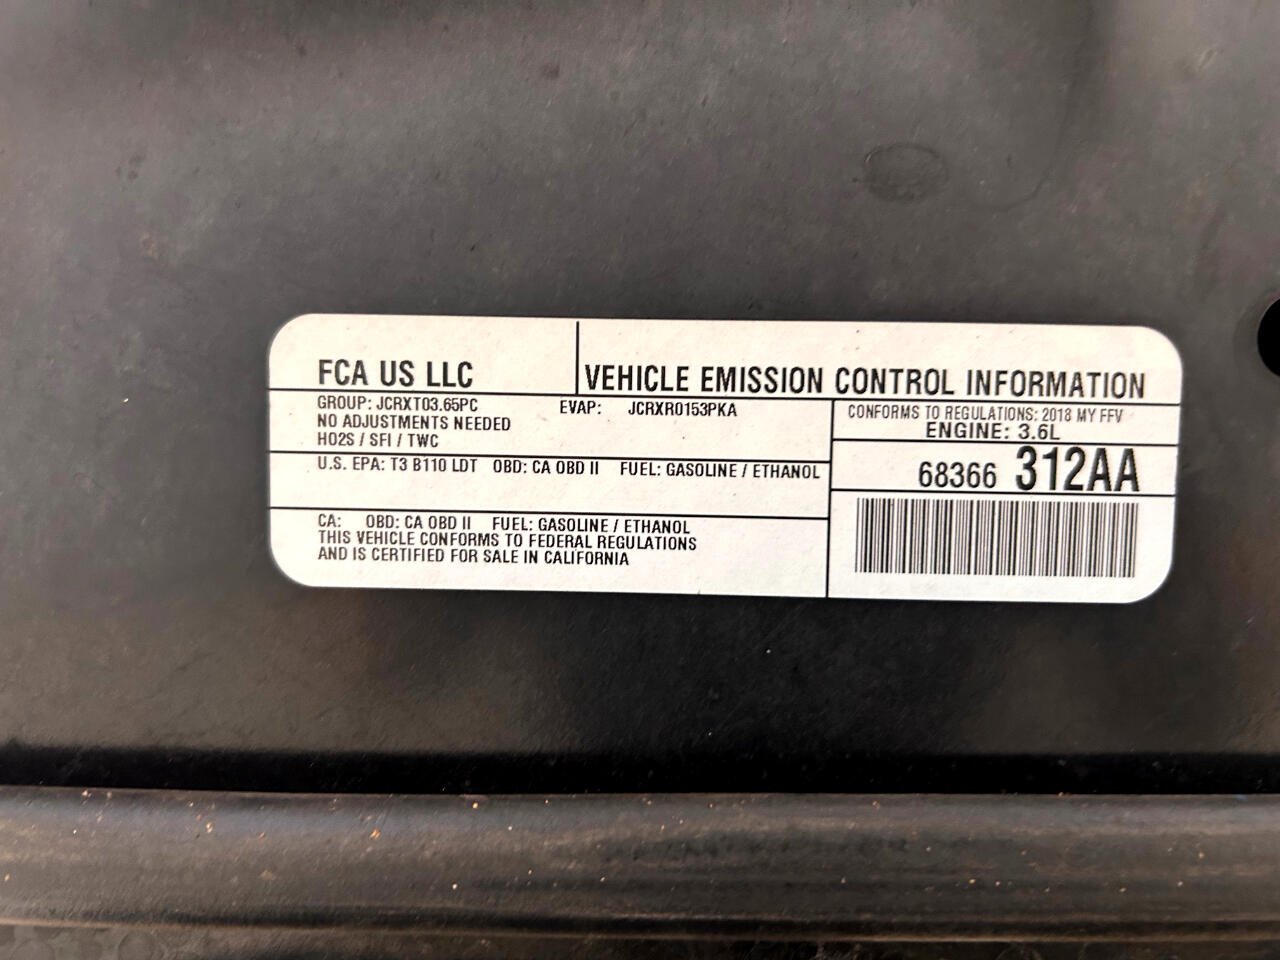 FCA US LLC
VEHICLE EMISSION CONTROL INFORMATION
GROUP: JCRXT03.65PC EVAP: JCRXR0153PKA
NO ADJUSTMENTS NEEDED
HO2S / SFI / TWC
CONFORMS TO REGULATIONS: 2018 MY FFV
ENGINE: 3.6L
U.S. EPA: T3 B110 LDT OBD: CA OBD II FUEL: GASOLINE / ETHANOL
68366 312AA
CA: OBD: CA OBD II FUEL: GASOLINE / ETHANOL
THIS VEHICLE CONFORMS TO FEDERAL REGULATIONS
AND IS CERTIFIED FOR SALE IN CALIFORNIA